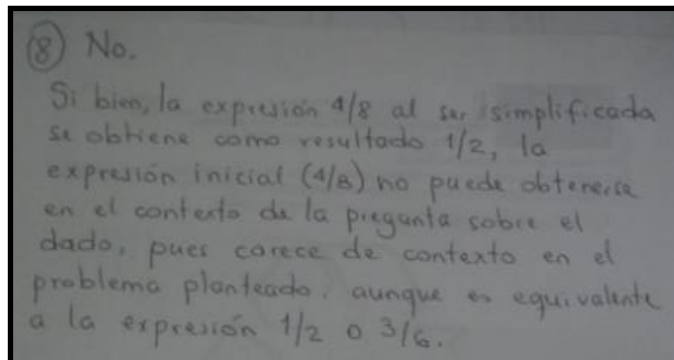 ⑧ No.
Si bien, la expresión 4/8 al ser simplificada
se obtiene como resultado 1/2, la
expresión inicial (4/8) no puede obtenerse
en el contexto de la pregunta sobre el
dado, pues carece de contexto en el
problema planteado, aunque es equivalente
a la expresión 1/2 o 3/6.